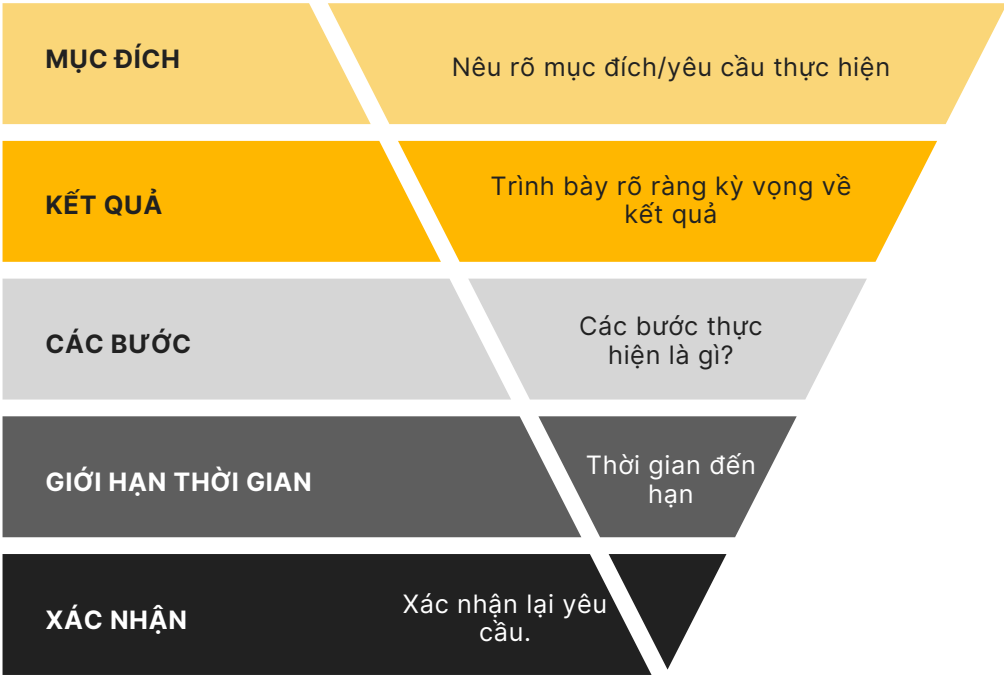 MỤC ĐÍCH
Nêu rõ mục đích/yêu cầu thực hiện
KẾT QUẢ
Trình bày rõ ràng kỳ vọng về
kết quả
CÁC BƯỚC
Các bước thực
hiện là gì?
GIỚI HẠN THỜI GIAN
Thời gian đến
hạn
XÁC NHẬN
Xác nhận lại yêu
cầu.